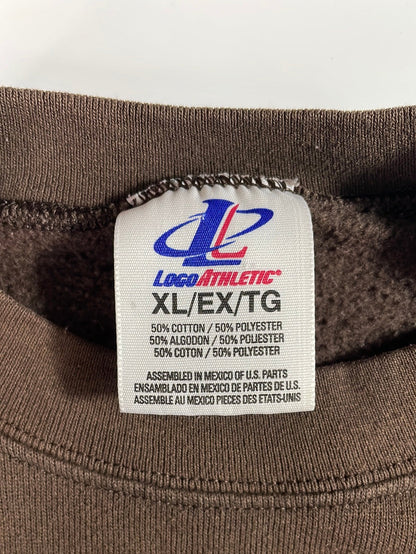 LOGOATHLETIC®
XL/EX/TG
50% COTTON / 50% POLYESTER
50% ALGODON / 50% POLIESTER
50% COTON / 50% POLYESTER
ASSEMBLED IN MEXICO OF U.S. PARTS
ENSAMBLADO EN MEXICO DE PARTES DE U.S.
ASSEMBLE AU MEXICO PIECES DES ETATS-UNIS